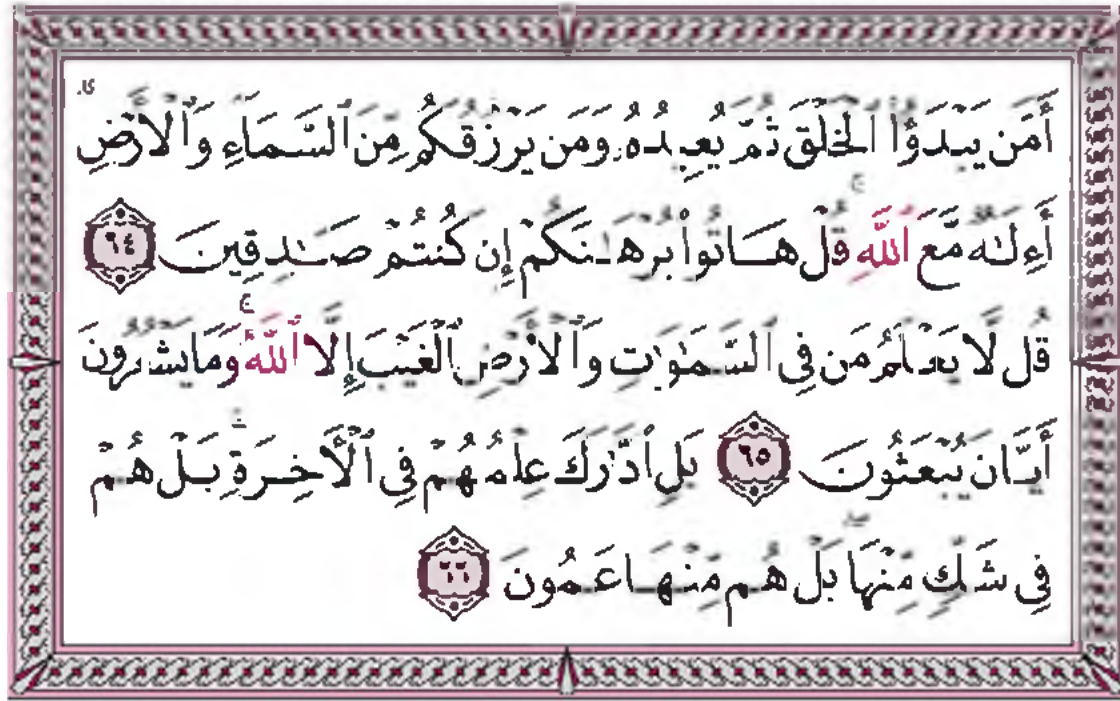 أَمَّن يَبْدَؤُا۟ ٱلْخَلْقَ ثُمَّ يُعِيدُهُۥ وَمَن يَرْزُقُكُم مِّنَ ٱلسَّمَآءِ وَٱلْأَرْضِ
أَءِلَٰهٌ مَّعَ ٱللَّهِ ۚ قُلْ هَاتُوا۟ بُرْهَٰنَكُمْ إِن كُنتُمْ صَٰدِقِينَ ٦٤
قُل لَّا يَعْلَمُ مَن فِى ٱلسَّمَٰوَٰتِ وَٱلْأَرْضِ ٱلْغَيْبَ إِلَّا ٱللَّهُ ۚ وَمَا يَشْعُرُونَ
أَيَّانَ يُبْعَثُونَ ٦٥ بَلِ ٱدَّٰرَكَ عِلْمُهُمْ فِى ٱلْءَاخِرَةِ ۚ بَلْ هُمْ
فِى شَكٍّ مِّنْهَا ۖ بَلْ هُم مِّنْهَا عَمُونَ ٦٦